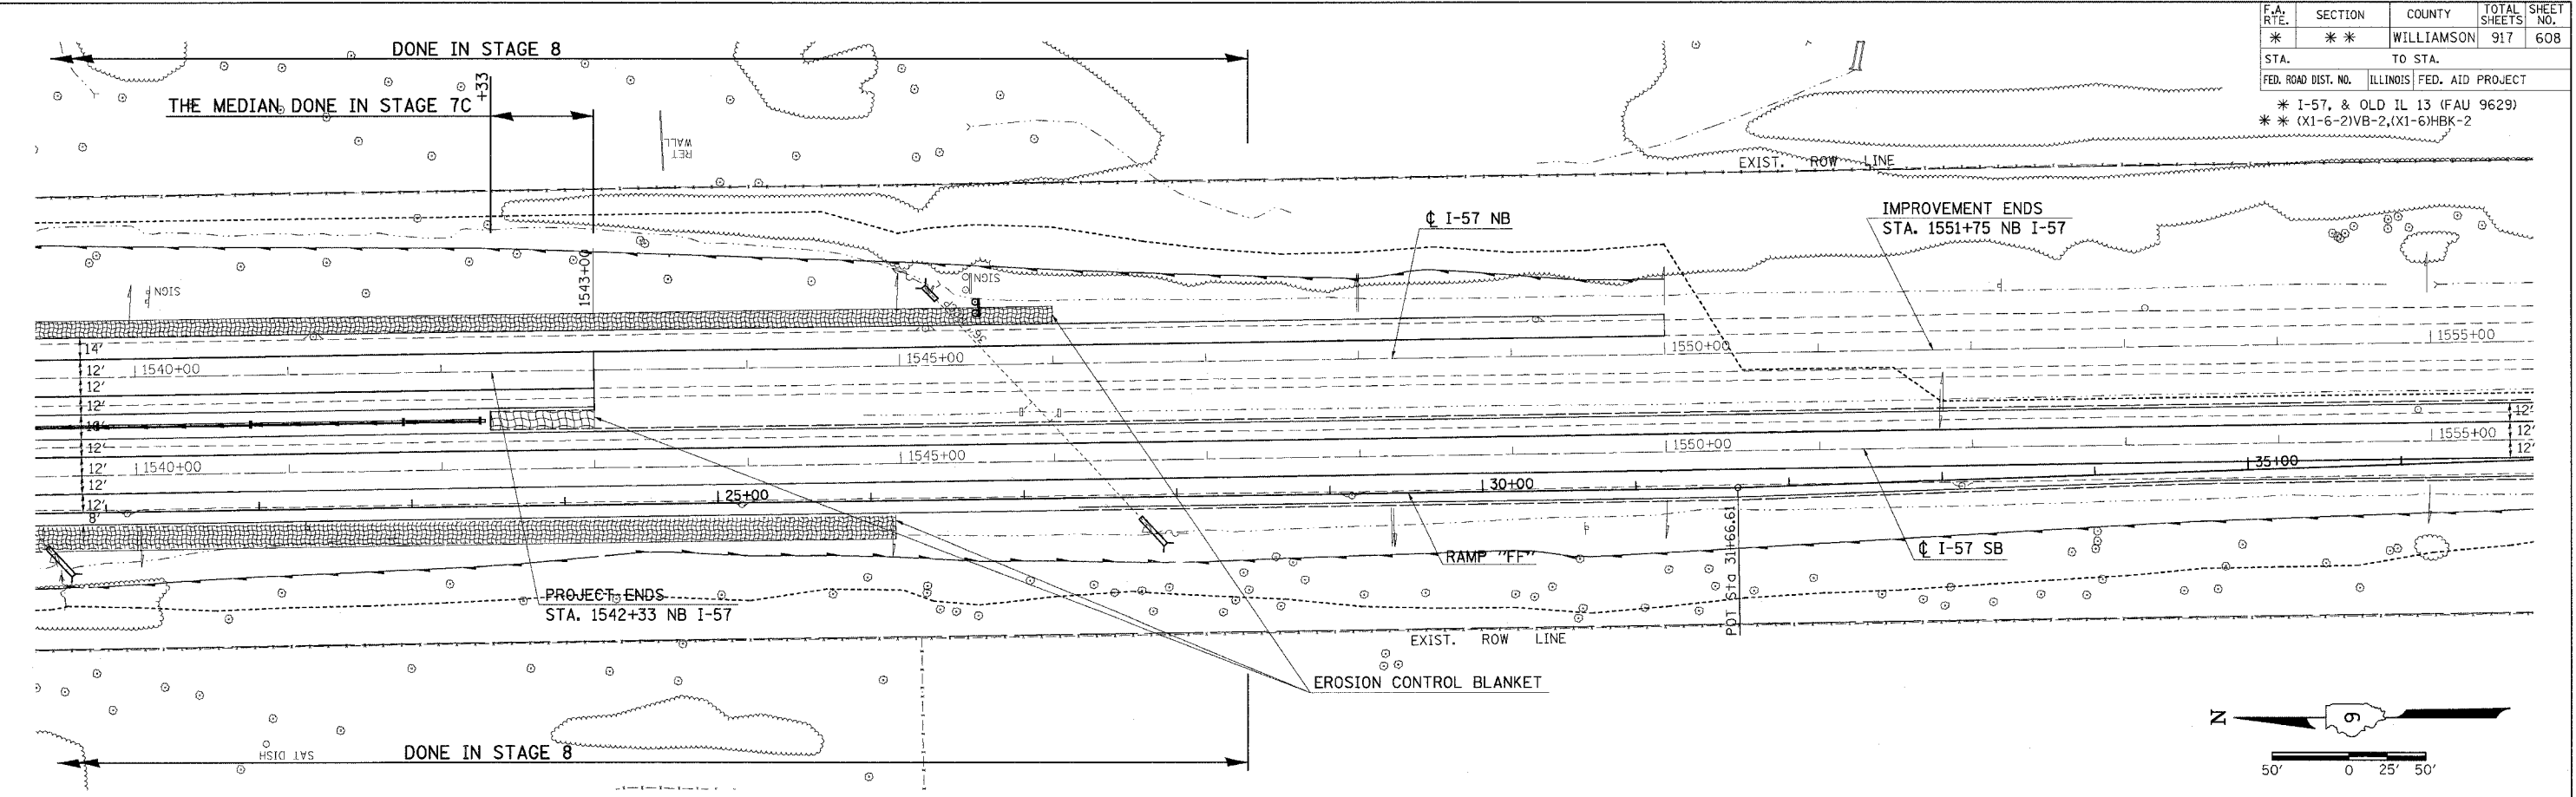 F.A. RTE. SECTION COUNTY TOTAL SHEETS SHEET NO.
* * * WILLIAMSON 917 608
STA. TO STA.
FED. ROAD DIST. NO. ILLINOIS FED. AID PROJECT
* I-57, & OLD IL 13 (FAU 9629)
* * (X1-6-2)VB-2,(X1-6)HBK-2
DONE IN STAGE 8
THE MEDIAN DONE IN STAGE 7C
+33
RET WALL
EXIST. ROW LINE
℄ I-57 NB
IMPROVEMENT ENDS
STA. 1551+75 NB I-57
1543+00
SIGN
SIGN
14'
12'
12'
12'
1540+00
1545+00
1550+00
1555+00
12'
12'
12'
12'
12'
8'
12'
12'
12'
1540+00
1545+00
1550+00
1555+00
25+00
30+00
35+00
POT Sta 31+66.61
RAMP "FF"
℄ I-57 SB
PROJECT ENDS
STA. 1542+33 NB I-57
EXIST. ROW LINE
EROSION CONTROL BLANKET
SAT DISH
DONE IN STAGE 8
N
9
50' 0 25' 50'